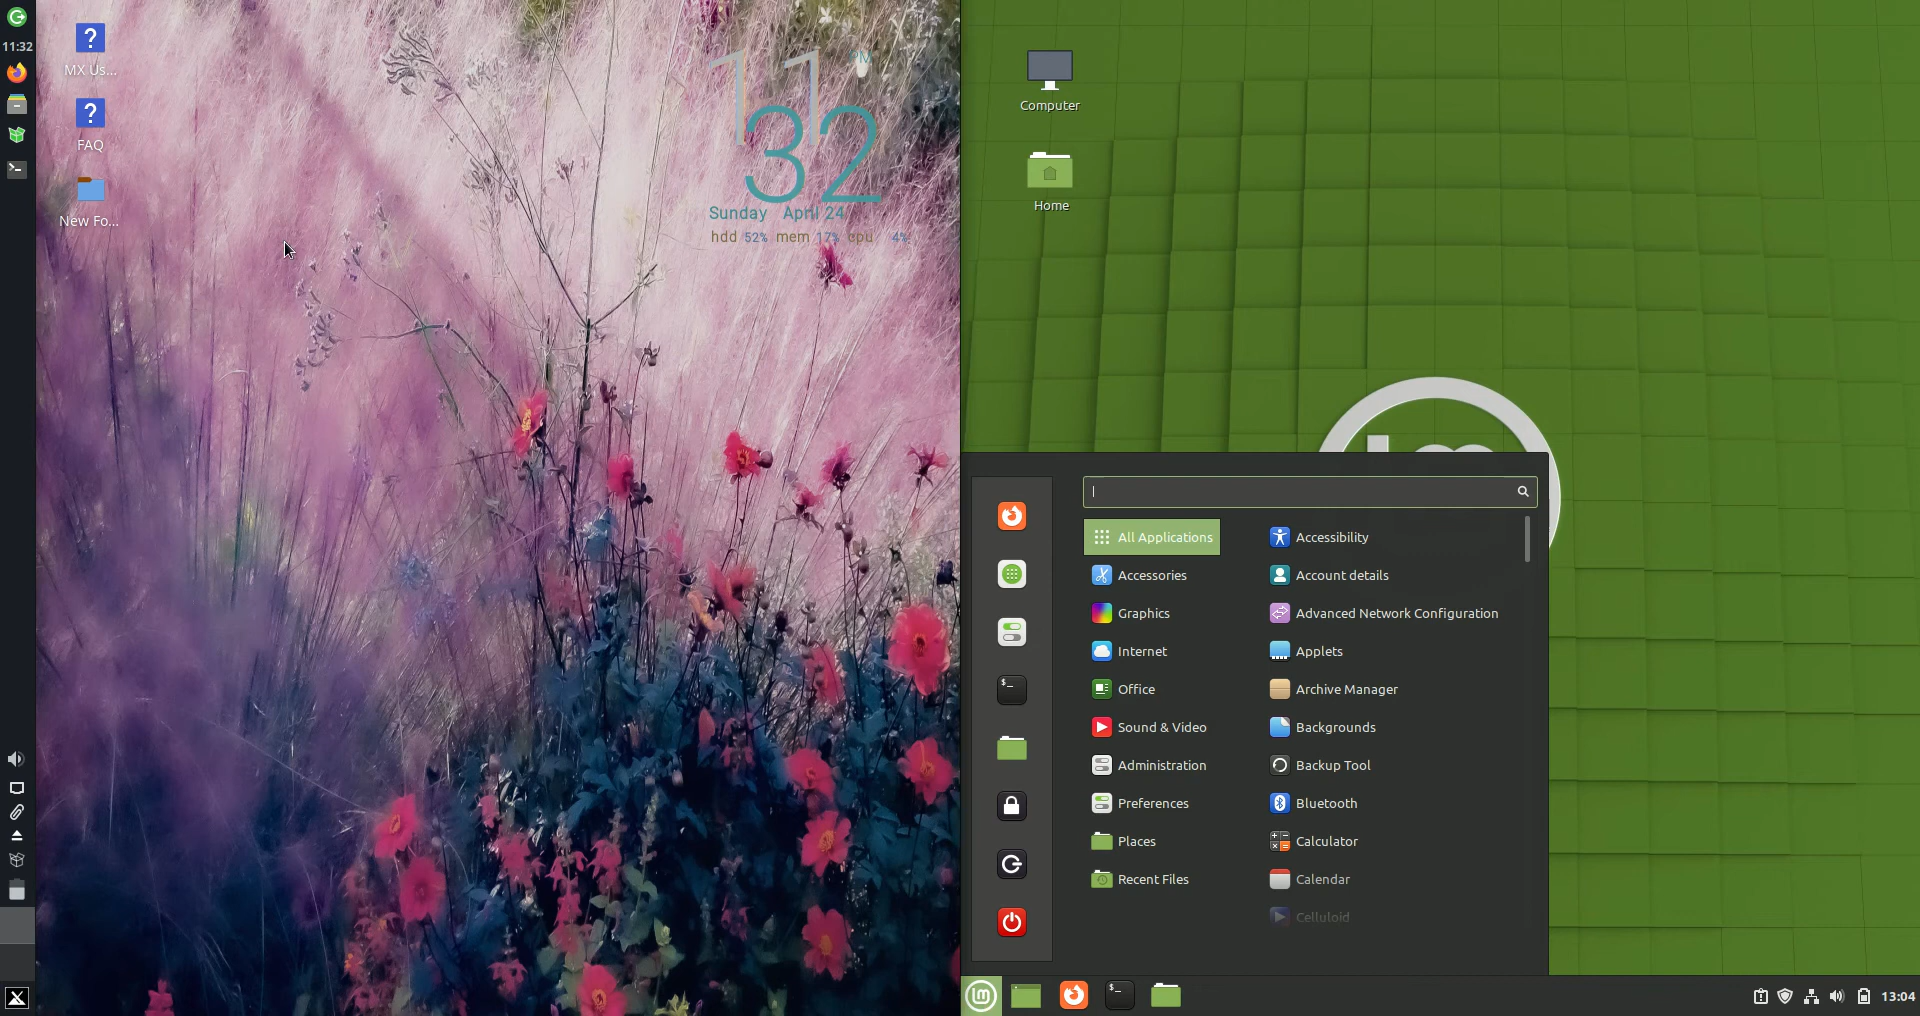 11:32
MX Us...
FAQ
New Fo...
11 PM
32
Sunday April 24
hdd 52% mem 17% cpu 4%
Computer
Home
All Applications
Accessories
Graphics
Internet
Office
Sound & Video
Administration
Preferences
Places
Recent Files
Accessibility
Account details
Advanced Network Configuration
Applets
Archive Manager
Backgrounds
Backup Tool
Bluetooth
Calculator
Calendar
Celluloid
13:04